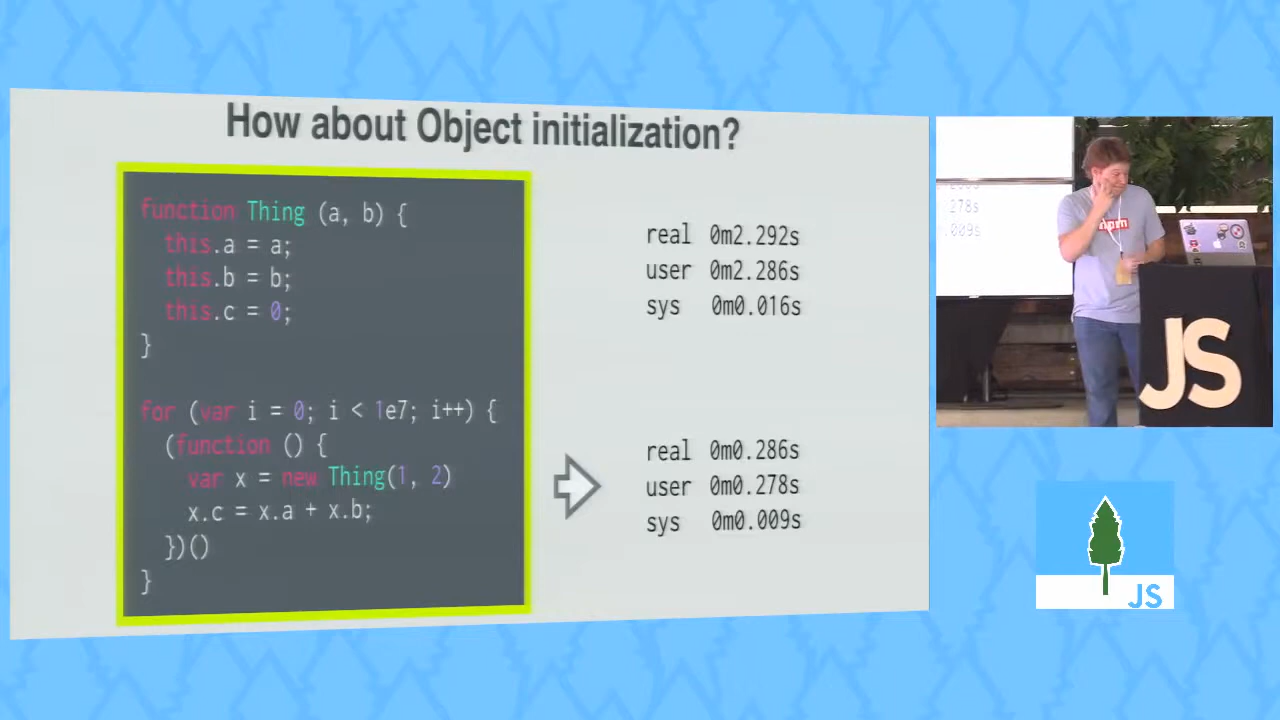 How about Object initialization?
function Thing (a, b) {
this.a = a;
this.b = b;
this.c = 0;
}
for (var i = 0; i < 1e7; i++) {
(function () {
var x = new Thing(1, 2)
x.c = x.a + x.b;
})()
}
real 0m2.292s
user 0m2.286s
sys 0m0.016s
real 0m0.286s
user 0m0.278s
sys 0m0.009s
.278s
.009s
JS
JS